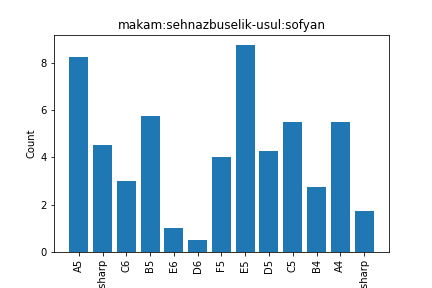 makam:sehnazbuselik-usul:sofyan
8
6
4
2
0
Count
A5
sharp
C6
B5
E6
D6
F5
E5
D5
C5
B4
A4
sharp